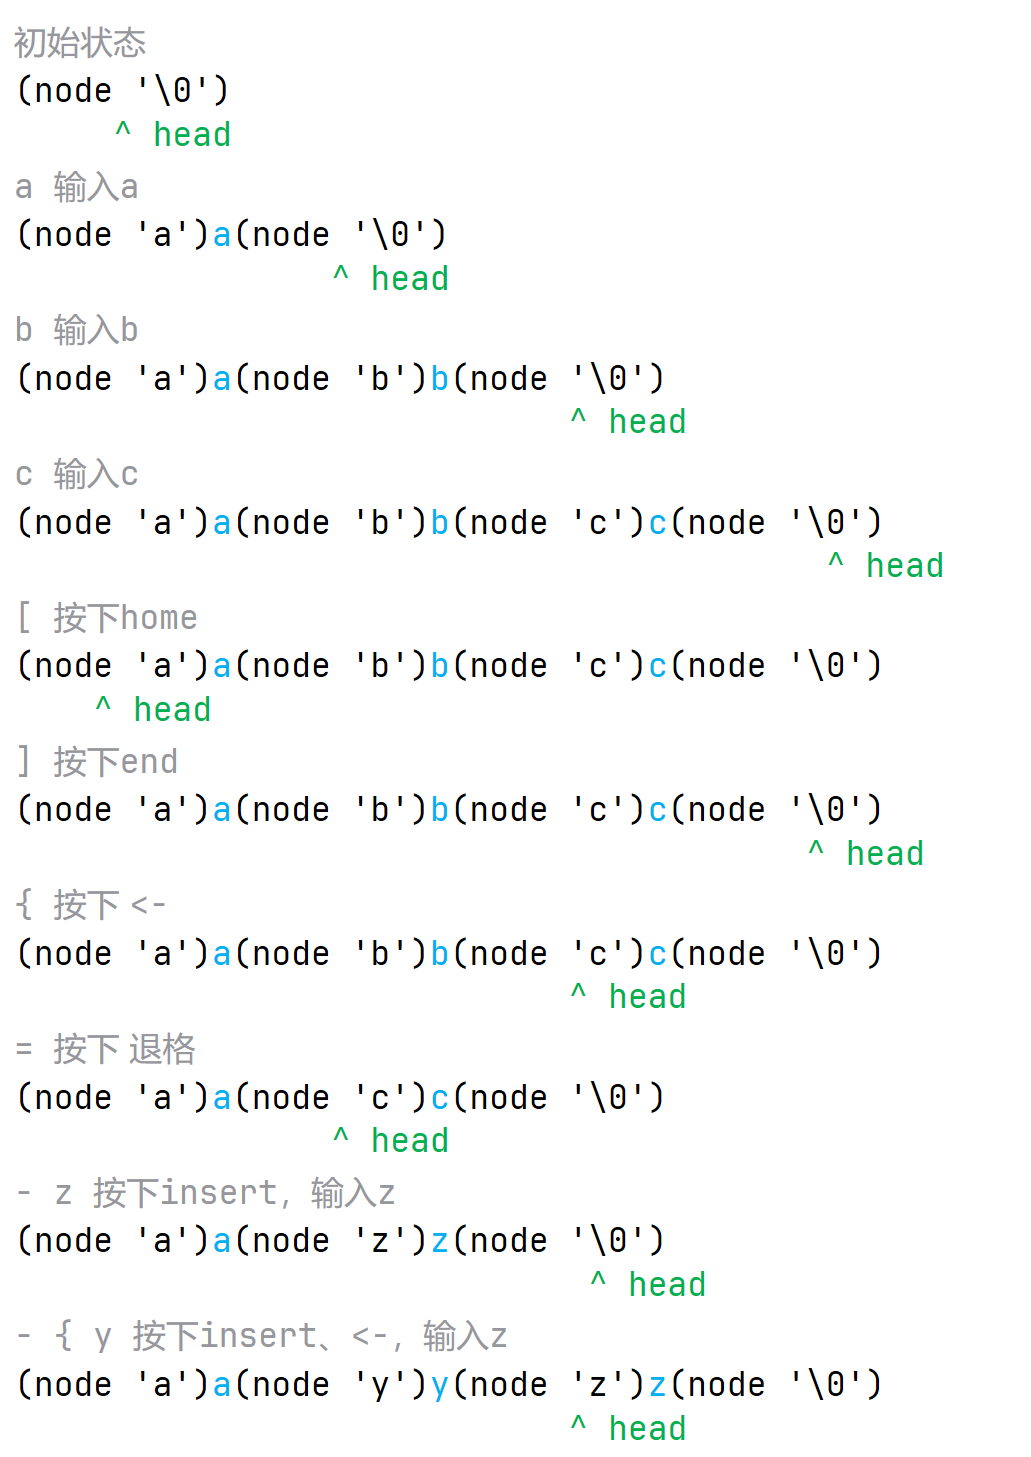 初始状态
(node '\0')
^ head
a 输入a
(node 'a')a(node '\0')
^ head
b 输入b
(node 'a')a(node 'b')b(node '\0')
^ head
c 输入c
(node 'a')a(node 'b')b(node 'c')c(node '\0')
^ head
[ 按下home
(node 'a')a(node 'b')b(node 'c')c(node '\0')
^ head
] 按下end
(node 'a')a(node 'b')b(node 'c')c(node '\0')
^ head
{ 按下 <-
(node 'a')a(node 'b')b(node 'c')c(node '\0')
^ head
= 按下 退格
(node 'a')a(node 'c')c(node '\0')
^ head
- z 按下insert, 输入z
(node 'a')a(node 'z')z(node '\0')
^ head
- { y 按下insert、<-, 输入z
(node 'a')a(node 'y')y(node 'z')z(node '\0')
^ head